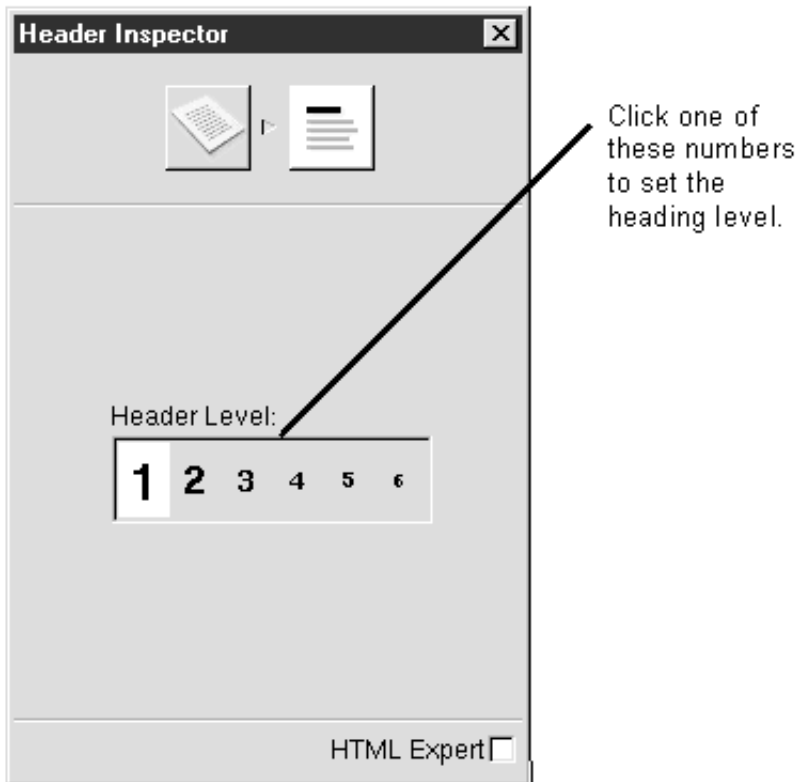 Header Inspector
Click one of
these numbers
to set the
heading level.
Header Level:
1 2 3 4 5 6
HTML Expert